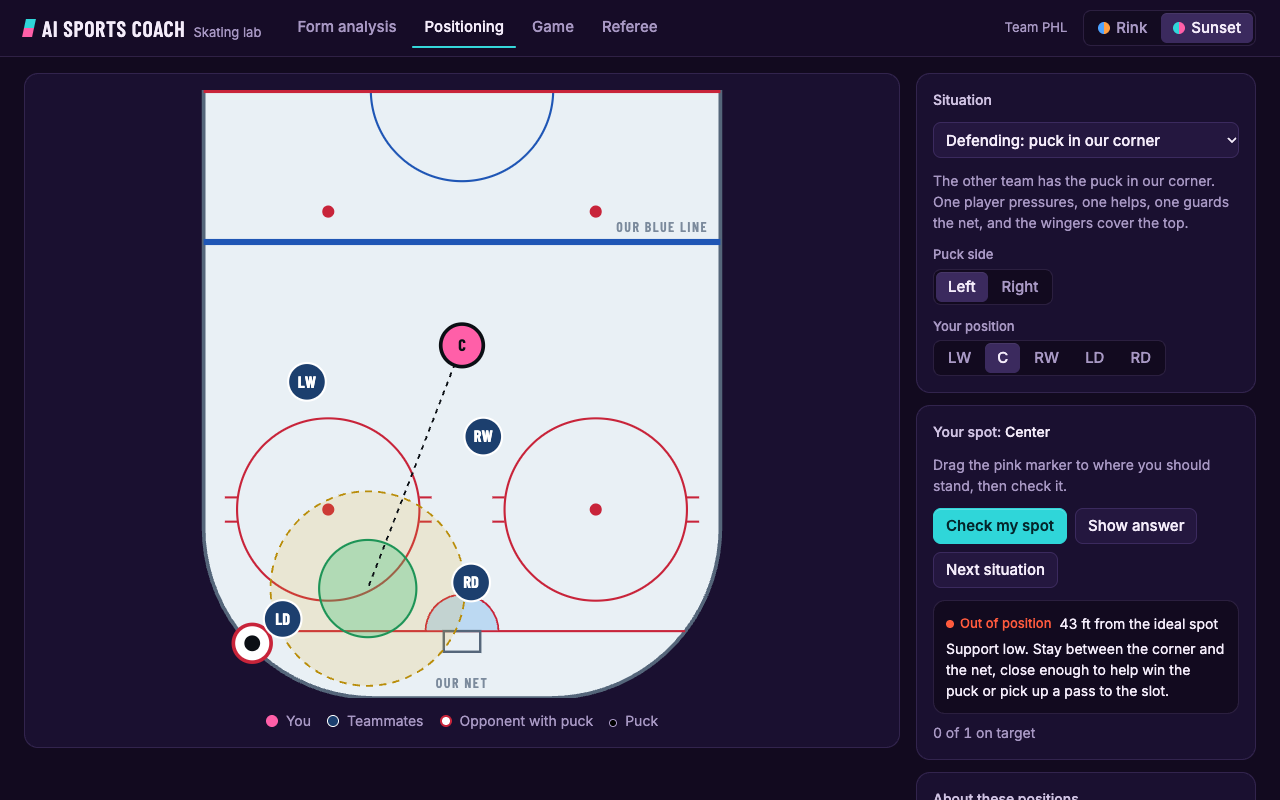 AI SPORTS COACH Skating lab Form analysis Positioning Game Referee Team PHL Rink Sunset
OUR BLUE LINE
C
LW
RW
RD
LD
OUR NET
You Teammates Opponent with puck Puck
Situation
Defending: puck in our corner
The other team has the puck in our corner.
One player pressures, one helps, one guards
the net, and the wingers cover the top.
Puck side
Left Right
Your position
LW C RW LD RD
Your spot: Center
Drag the pink marker to where you should
stand, then check it.
Check my spot Show answer
Next situation
Out of position 43 ft from the ideal spot
Support low. Stay between the corner and
the net, close enough to help win the
puck or pick up a pass to the slot.
0 of 1 on target
About these positions